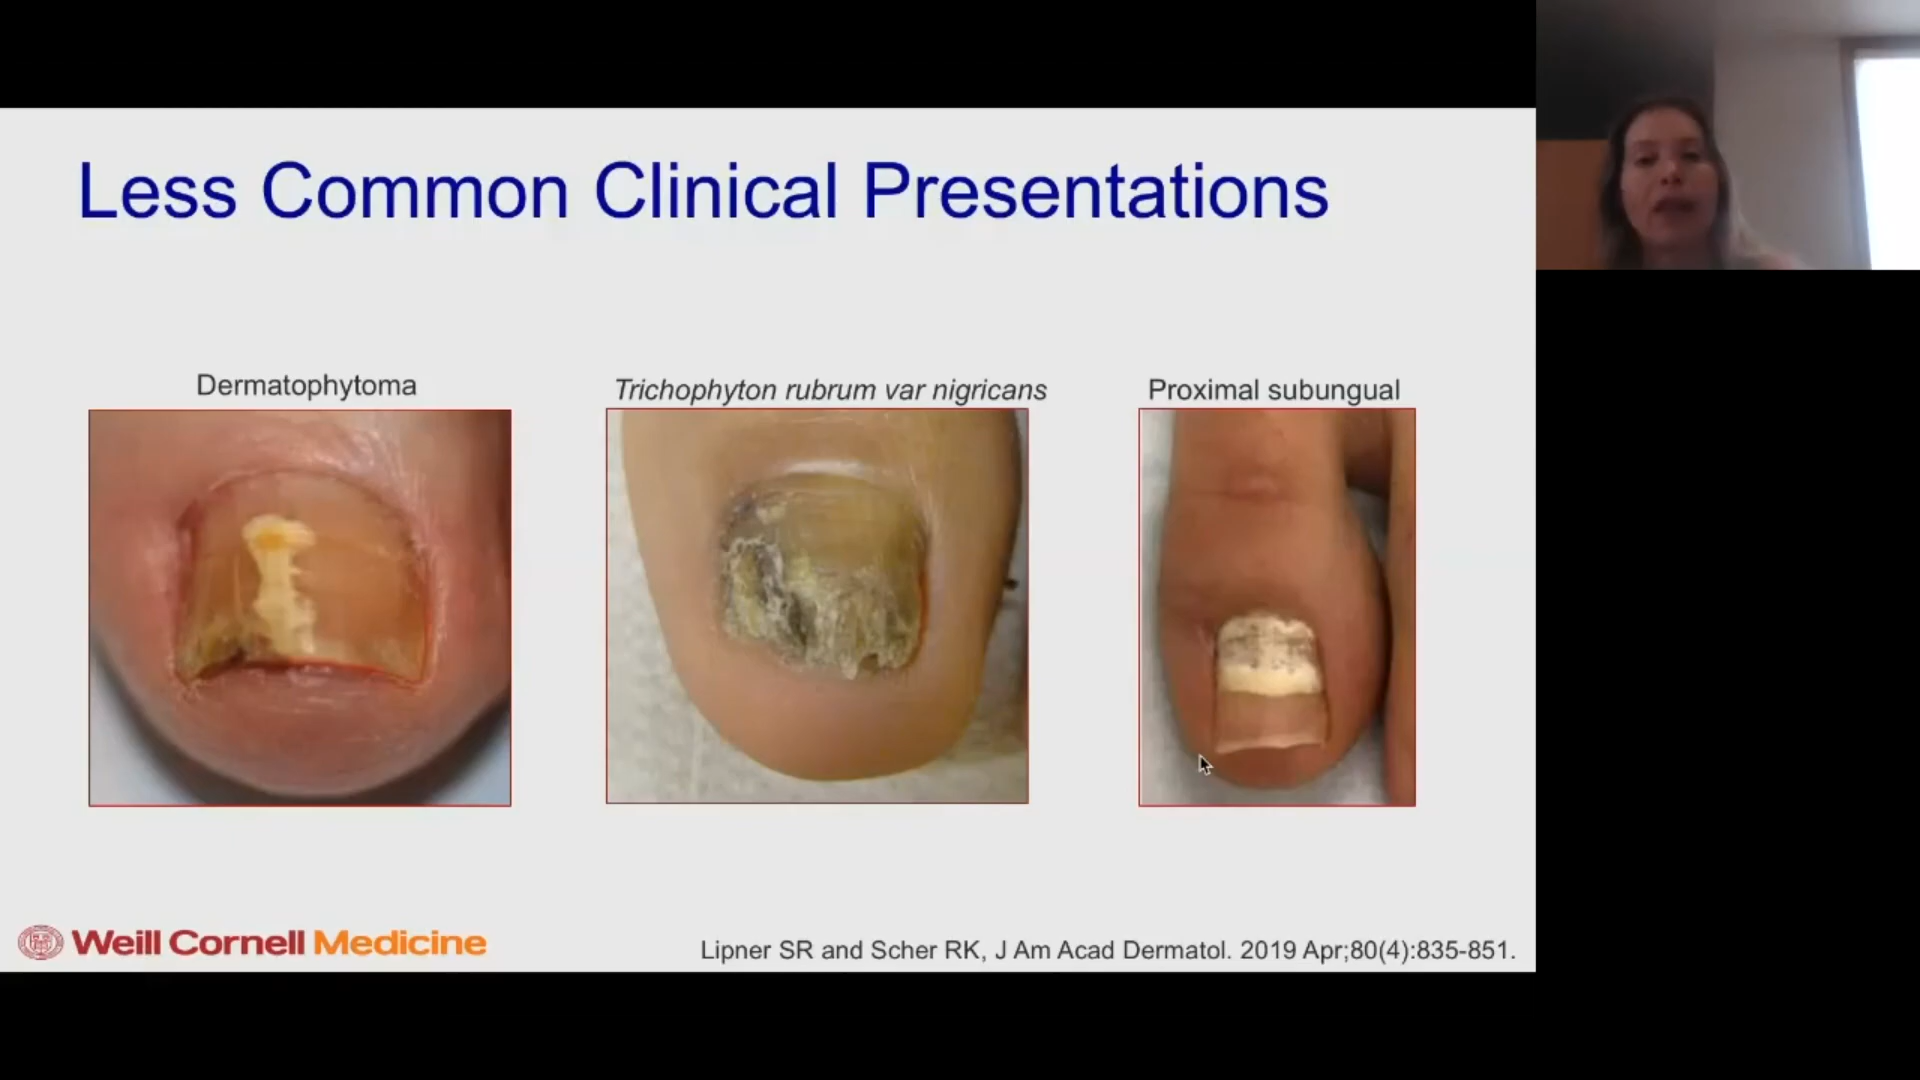 Less Common Clinical Presentations
Dermatophytoma
Trichophyton rubrum var nigricans
Proximal subungual
Weill Cornell Medicine
Lipner SR and Scher RK, J Am Acad Dermatol. 2019 Apr;80(4):835-851.